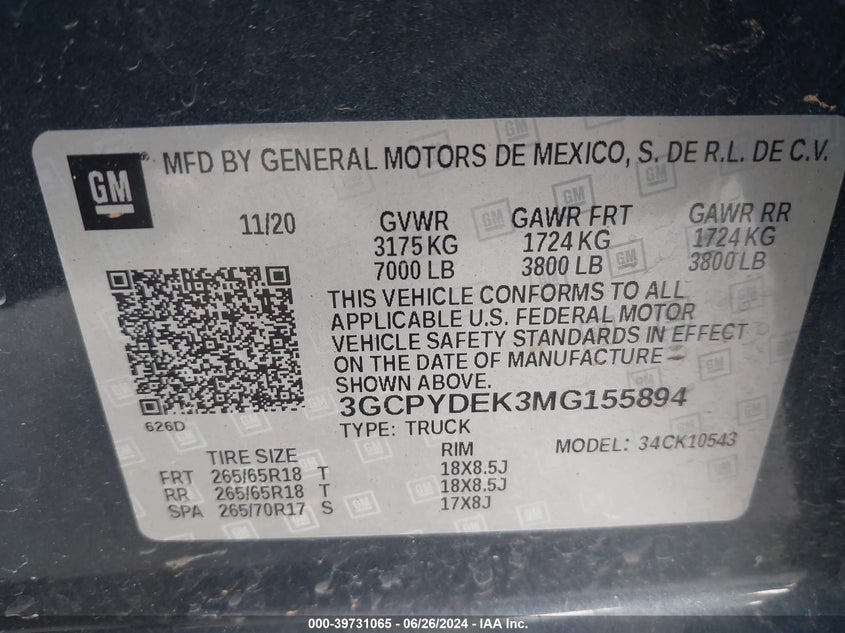 GM ® MFD BY GENERAL MOTORS DE MEXICO, S. DE R.L. DE C.V.
11/20 GVWR GAWR FRT GAWR RR
3175 KG 1724 KG 1724 KG
7000 LB 3800 LB 3800 LB
THIS VEHICLE CONFORMS TO ALL
APPLICABLE U.S. FEDERAL MOTOR
VEHICLE SAFETY STANDARDS IN EFFECT
ON THE DATE OF MANUFACTURE
SHOWN ABOVE.
3GCPYDEK3MG155894
626D
TYPE: TRUCK
MODEL: 34CK10543
TIRE SIZE RIM
FRT 265/65R18 T 18X8.5J
RR 265/65R18 T 18X8.5J
SPA 265/70R17 S 17X8J
000-39731065 - 06/26/2024 - IAA Inc.